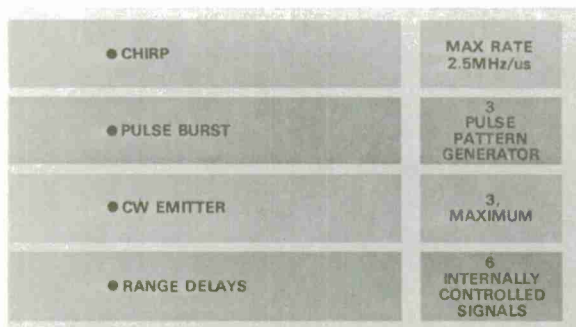 ● CHIRP
MAX RATE
2.5MHz/us
● PULSE BURST
3
PULSE
PATTERN
GENERATOR
● CW EMITTER
3,
MAXIMUM
● RANGE DELAYS
6
INTERNALLY
CONTROLLED
SIGNALS